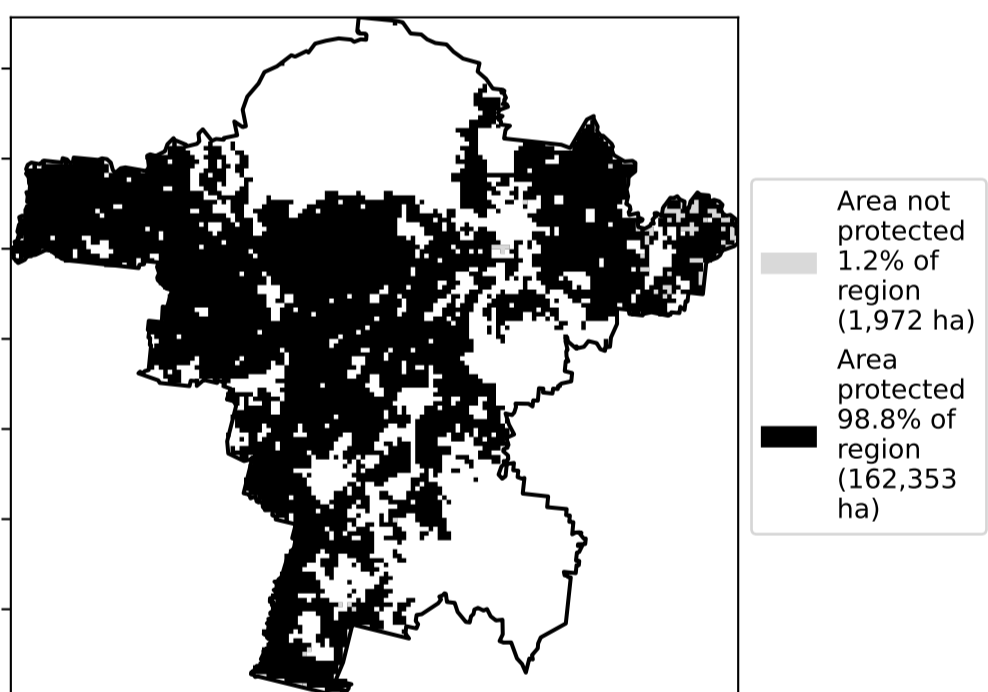 Area not
protected
1.2% of
region
(1,972 ha)
Area
protected
98.8% of
region
(162,353
ha)